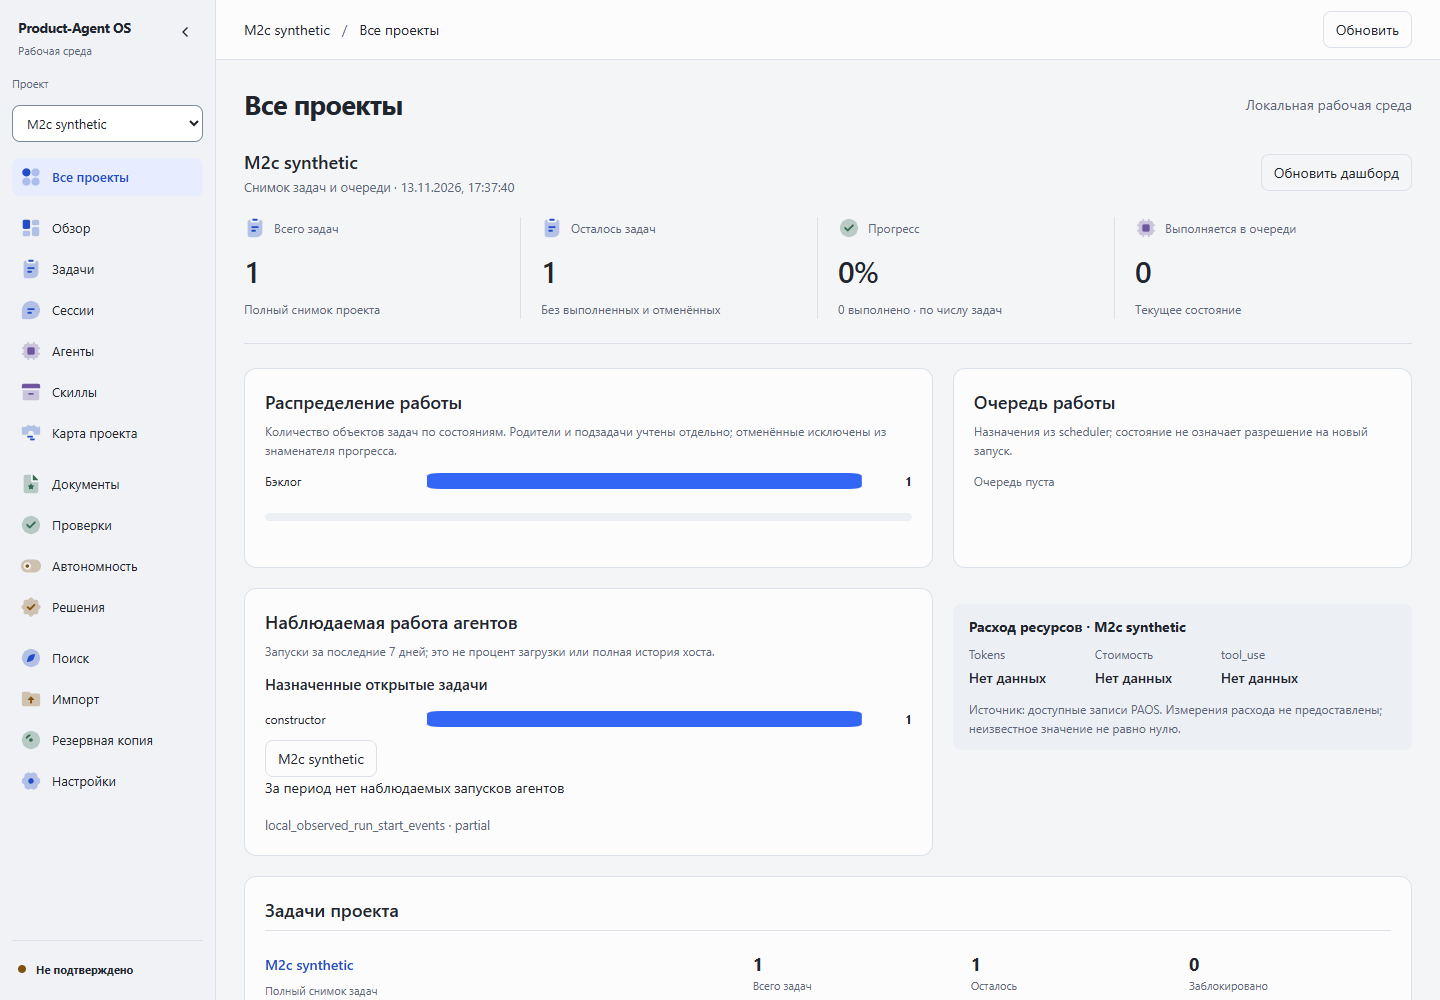 Product-Agent OS
Рабочая среда
Проект
M2c synthetic
Все проекты
Обзор
Задачи
Сессии
Агенты
Скиллы
Карта проекта
Документы
Проверки
Автономность
Решения
Поиск
Импорт
Резервная копия
Настройки
Не подтверждено
M2c synthetic / Все проекты
Обновить
Все проекты
Локальная рабочая среда
M2c synthetic
Снимок задач и очереди · 13.11.2026, 17:37:40
Обновить дашборд
Всего задач
1
Полный снимок проекта
Осталось задач
1
Без выполненных и отменённых
Прогресс
0%
0 выполнено · по числу задач
Выполняется в очереди
0
Текущее состояние
Распределение работы
Количество объектов задач по состояниям. Родители и подзадачи учтены отдельно; отменённые исключены из
знаменателя прогресса.
Бэклог 1
Очередь работы
Назначения из scheduler; состояние не означает разрешение на новый
запуск.
Очередь пуста
Наблюдаемая работа агентов
Запуски за последние 7 дней; это не процент загрузки или полная история хоста.
Назначенные открытые задачи
constructor 1
M2c synthetic
За период нет наблюдаемых запусков агентов
local_observed_run_start_events · partial
Расход ресурсов · M2c synthetic
Tokens Стоимость tool_use
Нет данных Нет данных Нет данных
Источник: доступные записи PAOS. Измерения расхода не предоставлены;
неизвестное значение не равно нулю.
Задачи проекта
M2c synthetic 1 1 0
Полный снимок задач Всего задач Осталось Заблокировано